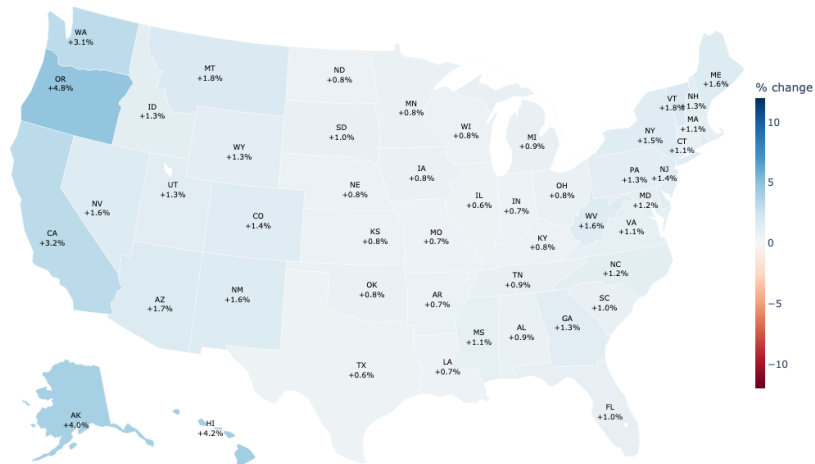 WA
+3.1%
OR
+4.8%
CA
+3.2%
NV
+1.6%
ID
+1.3%
MT
+1.8%
WY
+1.3%
UT
+1.3%
CO
+1.4%
AZ
+1.7%
NM
+1.6%
ND
+0.8%
SD
+1.0%
NE
+0.8%
KS
+0.8%
OK
+0.8%
TX
+0.6%
MN
+0.8%
IA
+0.8%
MO
+0.7%
AR
+0.7%
LA
+0.7%
WI
+0.8%
IL
+0.6%
MI
+0.9%
IN
+0.7%
OH
+0.8%
KY
+0.8%
TN
+0.9%
MS
+1.1%
AL
+0.9%
GA
+1.3%
FL
+1.0%
SC
+1.0%
NC
+1.2%
VA
+1.1%
WV
+1.6%
MD
+1.2%
PA
+1.3%
NJ
+1.4%
NY
+1.5%
CT
+1.1%
MA
+1.1%
VT
+1.8%
NH
+1.3%
ME
+1.6%
AK
+4.0%
HI
+4.2%
% change
10
5
0
−5
−10